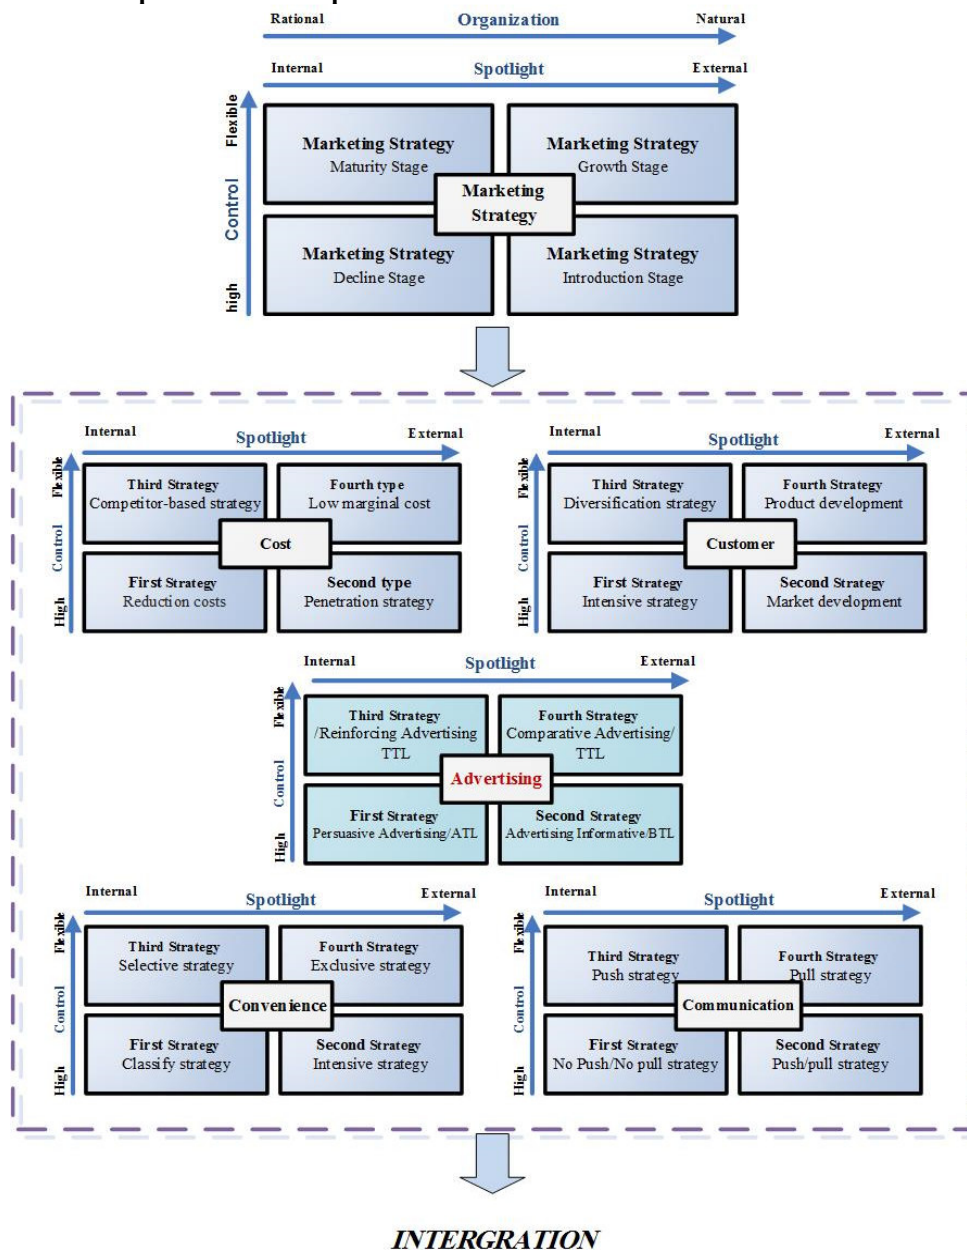 Rational Organization Natural
Internal Spotlight External
Flexible
Control
high
Marketing Strategy
Maturity Stage
Marketing Strategy
Growth Stage
Marketing
Strategy
Marketing Strategy
Decline Stage
Marketing Strategy
Introduction Stage
Internal Spotlight External
Flexible
Control
High
Third Strategy
Competitor-based strategy
Fourth type
Low marginal cost
Cost
First Strategy
Reduction costs
Second type
Penetration strategy
Internal Spotlight External
Flexible
Control
High
Third Strategy
Diversification strategy
Fourth Strategy
Product development
Customer
First Strategy
Intensive strategy
Second Strategy
Market development
Internal Spotlight External
Flexible
Control
High
Third Strategy
/Reinforcing Advertising
TTL
Fourth Strategy
Comparative Advertising/
TTL
Advertising
First Strategy
Persuasive Advertising/ATL
Second Strategy
Advertising Informative/BTL
Internal Spotlight External
Flexible
Control
High
Third Strategy
Selective strategy
Fourth Strategy
Exclusive strategy
Convenience
First Strategy
Classify strategy
Second Strategy
Intensive strategy
Internal Spotlight External
Flexible
Control
High
Third Strategy
Push strategy
Fourth Strategy
Pull strategy
Communication
First Strategy
No Push/No pull strategy
Second Strategy
Push/pull strategy
INTERGRATION